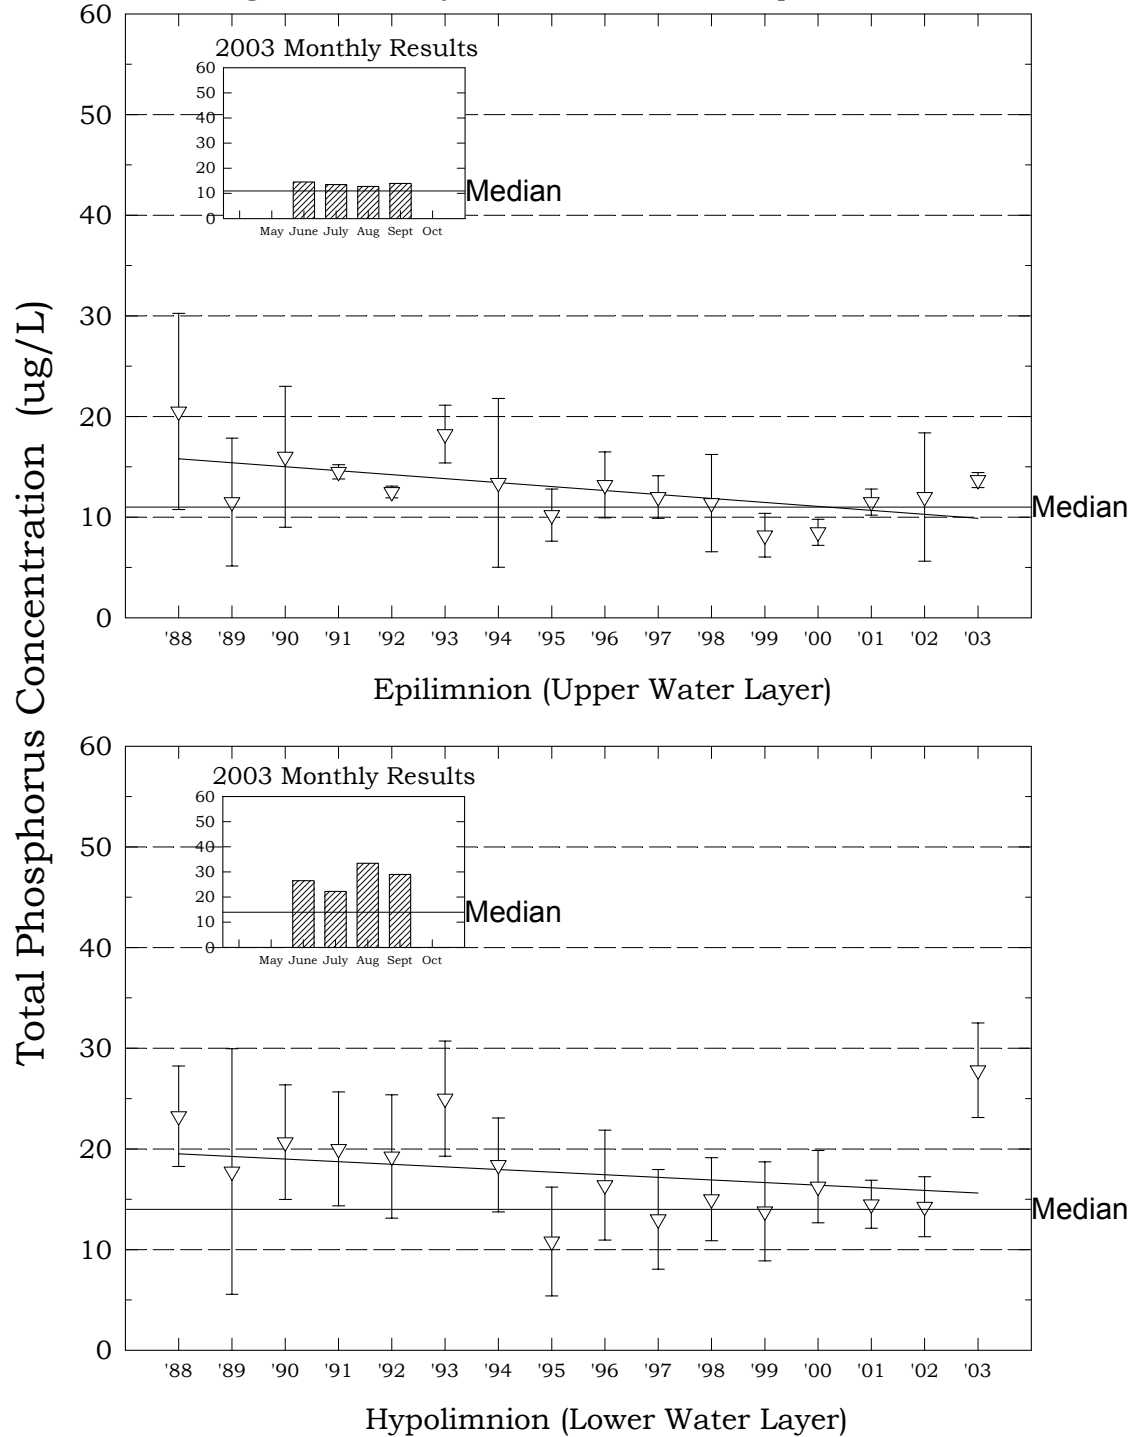 60
2003 Monthly Results
60
50
40
30
20
10
0
Median
May June July Aug Sept Oct
50
40
30
20
10
0
Median
'88 '89 '90 '91 '92 '93 '94 '95 '96 '97 '98 '99 '00 '01 '02 '03
Epilimnion (Upper Water Layer)
Total Phosphorus Concentration (ug/L)
60
2003 Monthly Results
60
50
40
30
20
10
0
Median
May June July Aug Sept Oct
50
40
30
20
10
0
Median
'88 '89 '90 '91 '92 '93 '94 '95 '96 '97 '98 '99 '00 '01 '02 '03
Hypolimnion (Lower Water Layer)